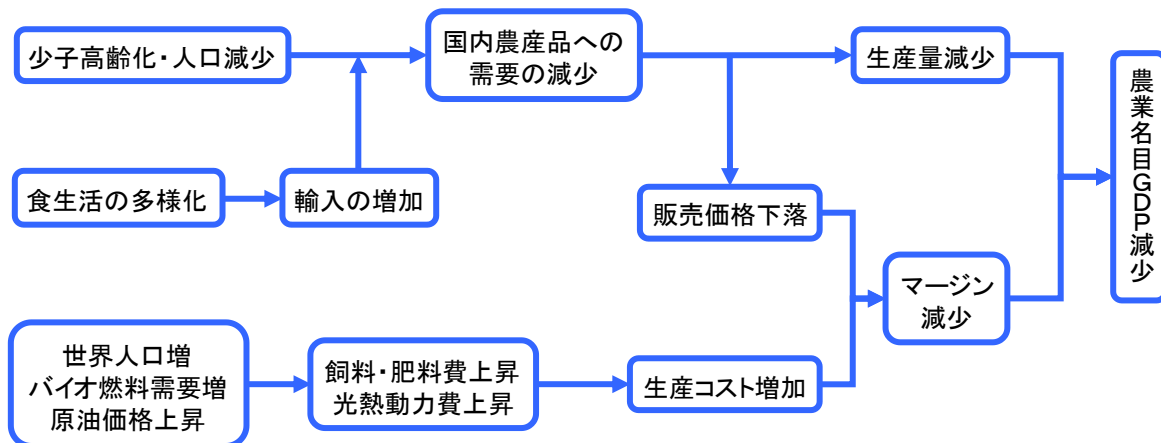 少子高齢化・人口減少
国内農産品への
需要の減少
生産量減少
農業名目GDP減少
食生活の多様化
輸入の増加
販売価格下落
マージン
減少
世界人口増
バイオ燃料需要増
原油価格上昇
飼料・肥料費上昇
光熱動力費上昇
生産コスト増加